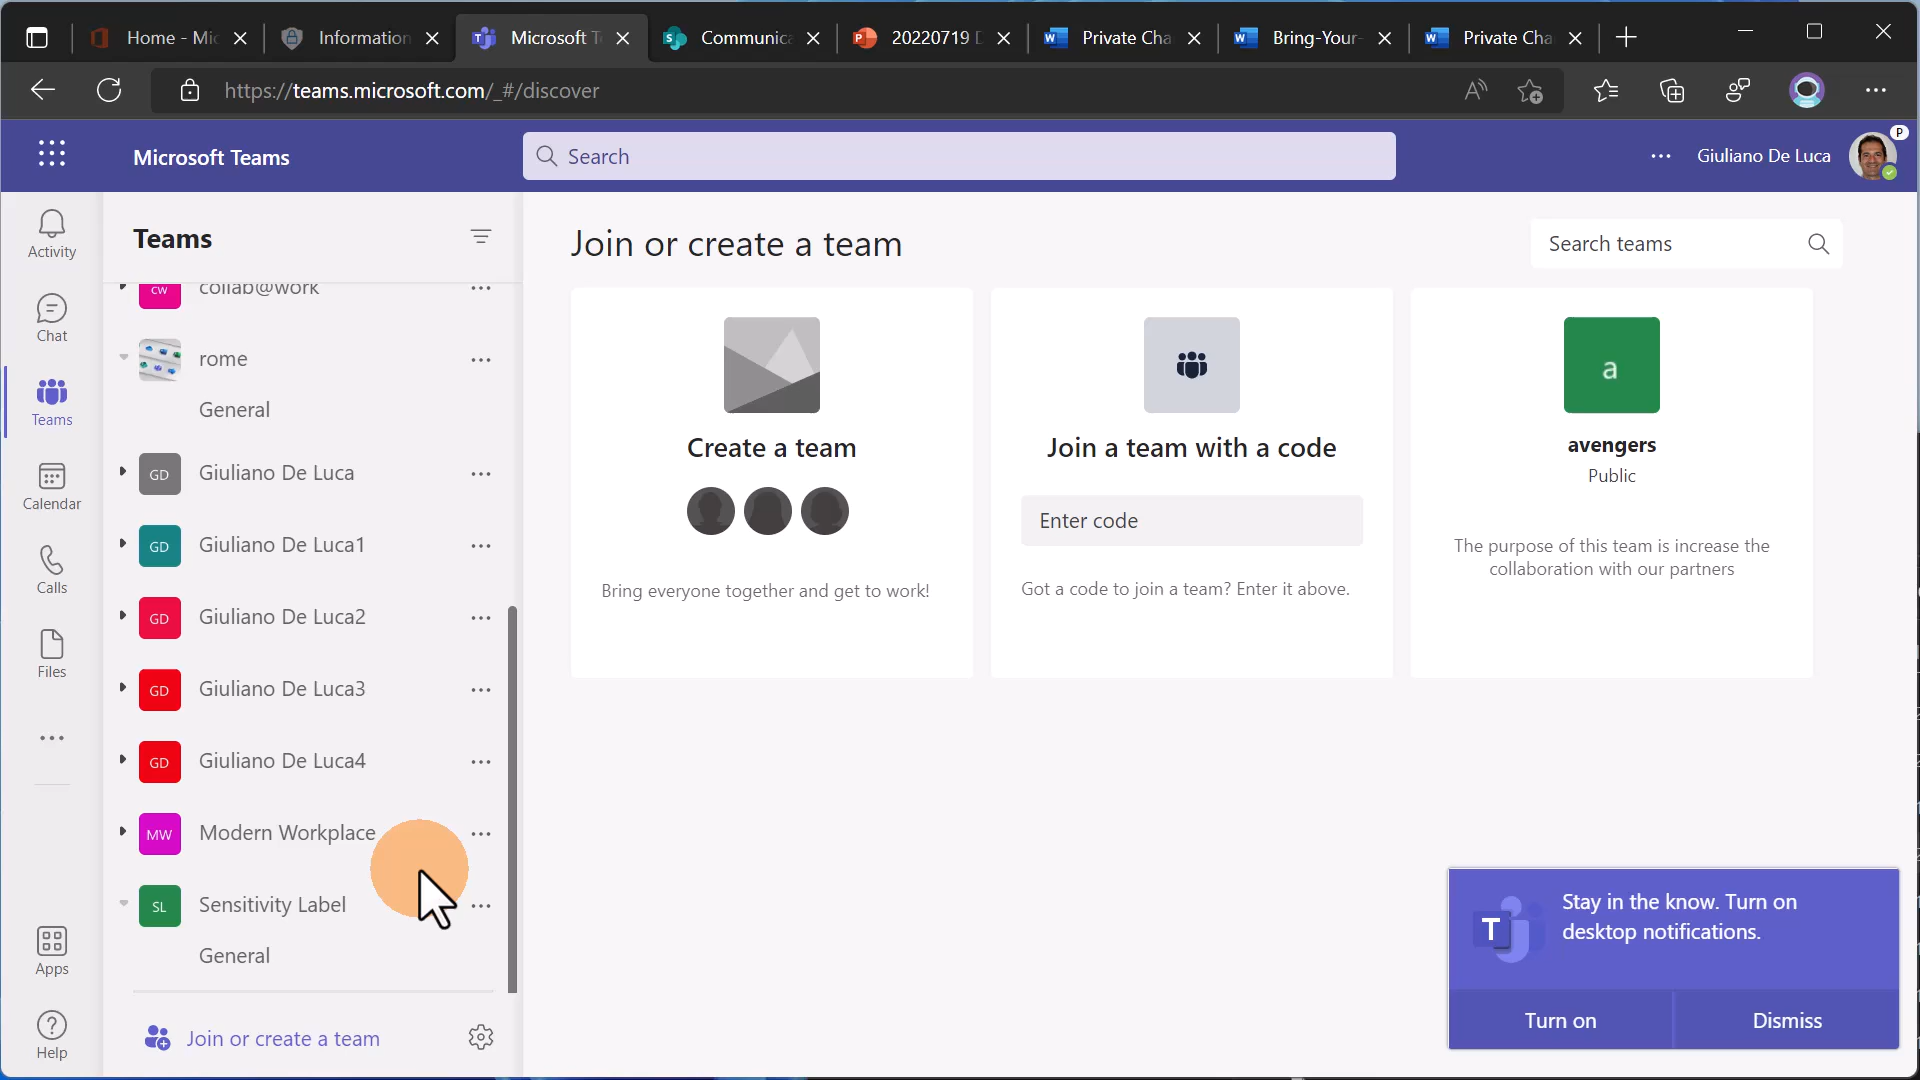 Home - Mic
Information
Microsoft Te
Communica
20220719 D
Private Cha
Bring-Your-
Private Cha
https://teams.microsoft.com/_#/discover
Microsoft Teams
Search
Giuliano De Luca
P
Activity
Chat
Teams
Calendar
Calls
Files
Apps
Help
Teams
CW collab@work
rome
General
GD Giuliano De Luca
GD Giuliano De Luca1
GD Giuliano De Luca2
GD Giuliano De Luca3
GD Giuliano De Luca4
MW Modern Workplace
SL Sensitivity Label
General
Join or create a team
Join or create a team
Search teams
Create a team
Bring everyone together and get to work!
Join a team with a code
Enter code
Got a code to join a team? Enter it above.
a
avengers
Public
The purpose of this team is increase the
collaboration with our partners
T
Stay in the know. Turn on
desktop notifications.
Turn on
Dismiss